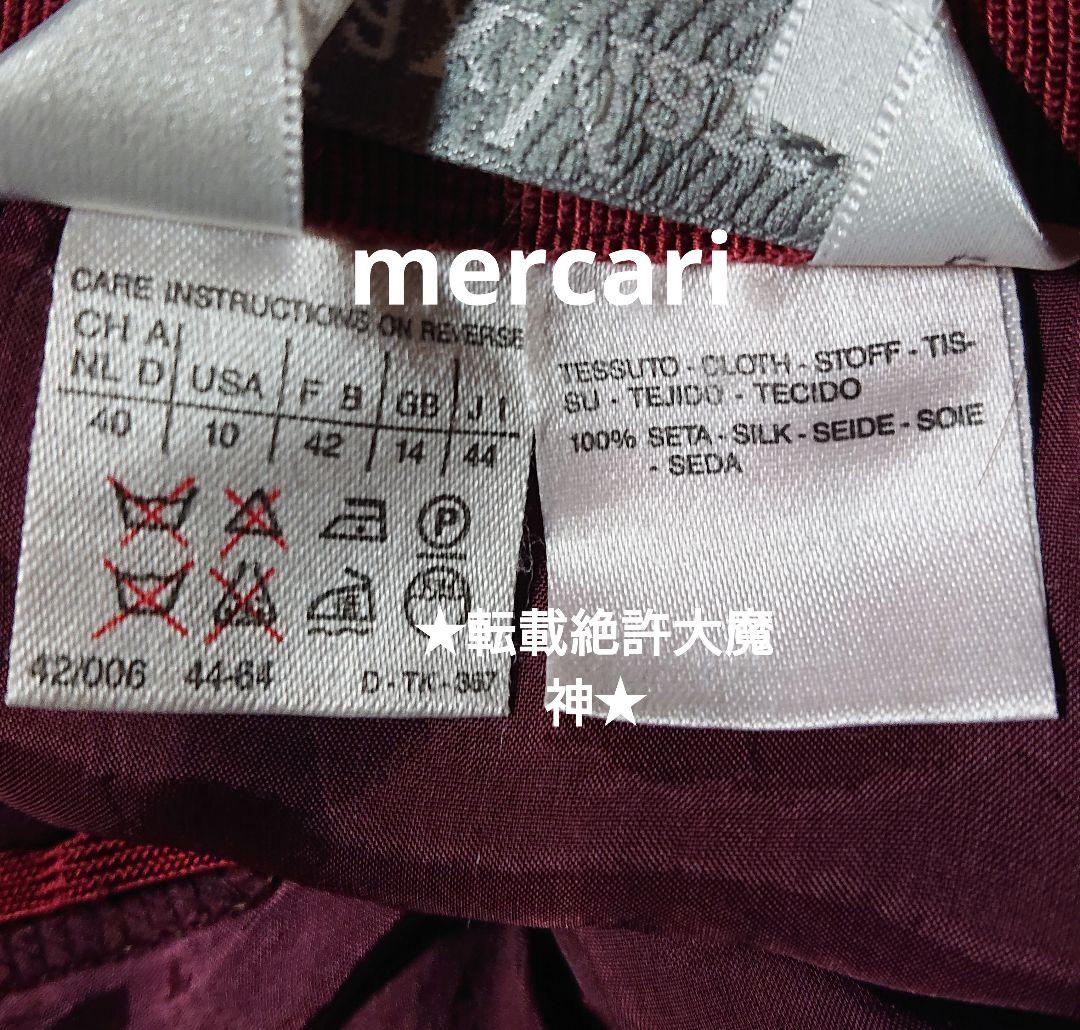 mercari
CARE INSTRUCTIONS ON REVERSE
CH A
NL D USA F B GB J I
40 10 42 14 44
P
42/006 44-64 D-TK-367
TESSUTO - CLOTH - STOFF - TIS-
SU - TEJIDO - TECIDO
100% SETA - SILK - SEIDE - SOIE
- SEDA
★転載絶許大魔
神★